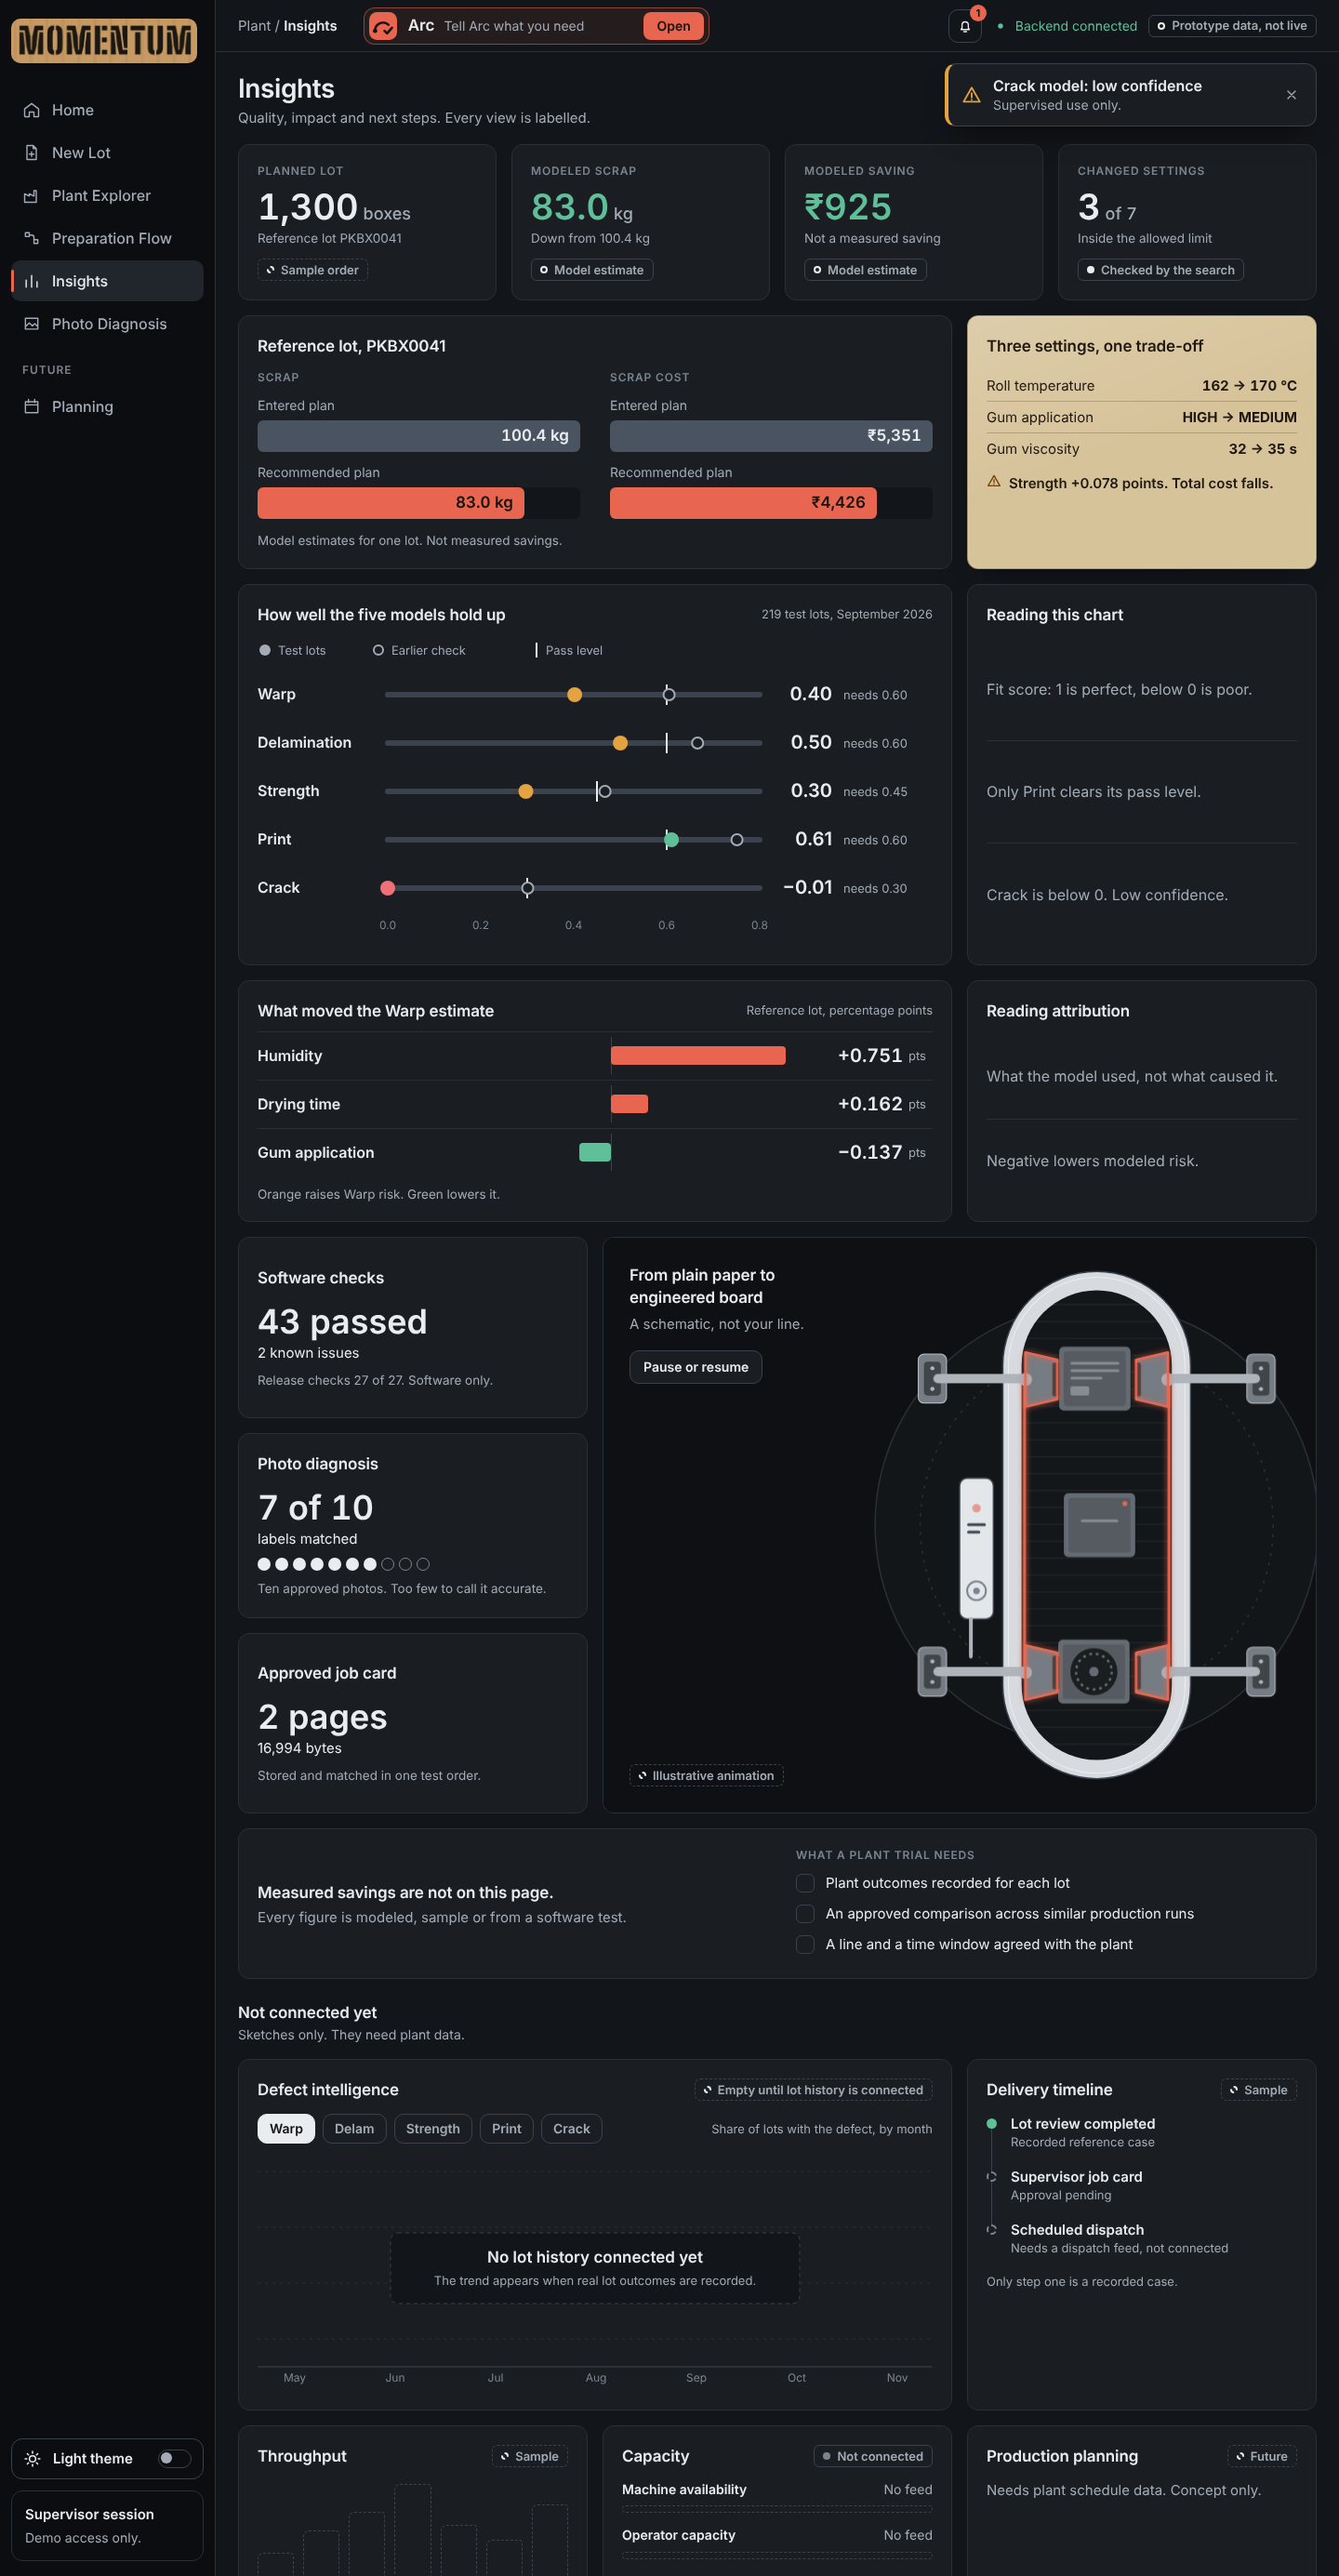 MOMENTUM
Home
New Lot
Plant Explorer
Preparation Flow
Insights
Photo Diagnosis
FUTURE
Planning
Light theme
Supervisor session
Demo access only.
Plant / Insights
Arc Tell Arc what you need Open
1
Backend connected
Prototype data, not live
Insights
Quality, impact and next steps. Every view is labelled.
Crack model: low confidence
Supervised use only.
PLANNED LOT
1,300 boxes
Reference lot PKBX0041
Sample order
MODELED SCRAP
83.0 kg
Down from 100.4 kg
Model estimate
MODELED SAVING
₹925
Not a measured saving
Model estimate
CHANGED SETTINGS
3 of 7
Inside the allowed limit
Checked by the search
Reference lot, PKBX0041
SCRAP
Entered plan
100.4 kg
Recommended plan
83.0 kg
SCRAP COST
Entered plan
₹5,351
Recommended plan
₹4,426
Model estimates for one lot. Not measured savings.
Three settings, one trade-off
Roll temperature 162 → 170 °C
Gum application HIGH → MEDIUM
Gum viscosity 32 → 35 s
Strength +0.078 points. Total cost falls.
How well the five models hold up
219 test lots, September 2026
Test lots Earlier check Pass level
Warp 0.40 needs 0.60
Delamination 0.50 needs 0.60
Strength 0.30 needs 0.45
Print 0.61 needs 0.60
Crack −0.01 needs 0.30
0.0 0.2 0.4 0.6 0.8
Reading this chart
Fit score: 1 is perfect, below 0 is poor.
Only Print clears its pass level.
Crack is below 0. Low confidence.
What moved the Warp estimate
Reference lot, percentage points
Humidity +0.751 pts
Drying time +0.162 pts
Gum application −0.137 pts
Orange raises Warp risk. Green lowers it.
Reading attribution
What the model used, not what caused it.
Negative lowers modeled risk.
Software checks
43 passed
2 known issues
Release checks 27 of 27. Software only.
Photo diagnosis
7 of 10
labels matched
Ten approved photos. Too few to call it accurate.
Approved job card
2 pages
16,994 bytes
Stored and matched in one test order.
From plain paper to
engineered board
A schematic, not your line.
Pause or resume
Illustrative animation
Measured savings are not on this page.
Every figure is modeled, sample or from a software test.
WHAT A PLANT TRIAL NEEDS
Plant outcomes recorded for each lot
An approved comparison across similar production runs
A line and a time window agreed with the plant
Not connected yet
Sketches only. They need plant data.
Defect intelligence
Empty until lot history is connected
Warp Delam Strength Print Crack
Share of lots with the defect, by month
No lot history connected yet
The trend appears when real lot outcomes are recorded.
May Jun Jul Aug Sep Oct Nov
Delivery timeline
Sample
Lot review completed
Recorded reference case
Supervisor job card
Approval pending
Scheduled dispatch
Needs a dispatch feed, not connected
Only step one is a recorded case.
Throughput
Sample
Capacity
Not connected
Machine availability No feed
Operator capacity No feed
Production planning
Future
Needs plant schedule data. Concept only.